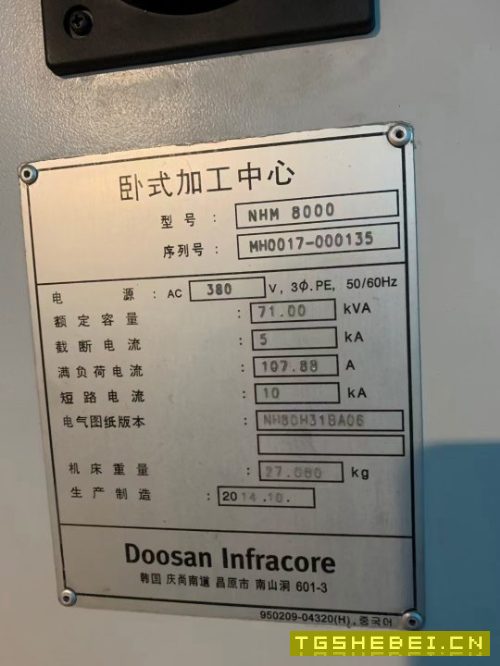 卧式加工中心
型号: NHM 8000
序列号: MH0017-000135
电源: AC 380 V, 3Φ.PE, 50/60Hz
额定容量: 71.00 kVA
截断电流: 5 kA
满负荷电流: 107.88 A
短路电流: 10 kA
电气图纸版本: NH80H31BA06
机床重量: 27.000 kg
生产制造: 2014.10.
Doosan Infracore
韩国 庆尚南道 昌原市 南山洞 601-3
950209-04320(H), 중국어
TGSHEBEI.CN